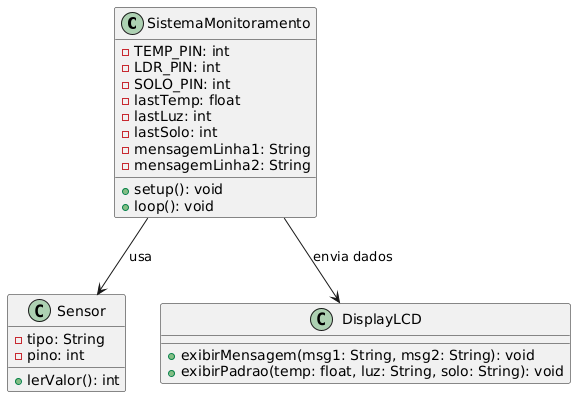 C SistemaMonitoramento
TEMP_PIN: int
LDR_PIN: int
SOLO_PIN: int
lastTemp: float
lastLuz: int
lastSolo: int
mensagemLinha1: String
mensagemLinha2: String
setup(): void
loop(): void
usa
envia dados
C Sensor
tipo: String
pino: int
lerValor(): int
C DisplayLCD
exibirMensagem(msg1: String, msg2: String): void
exibirPadrao(temp: float, luz: String, solo: String): void